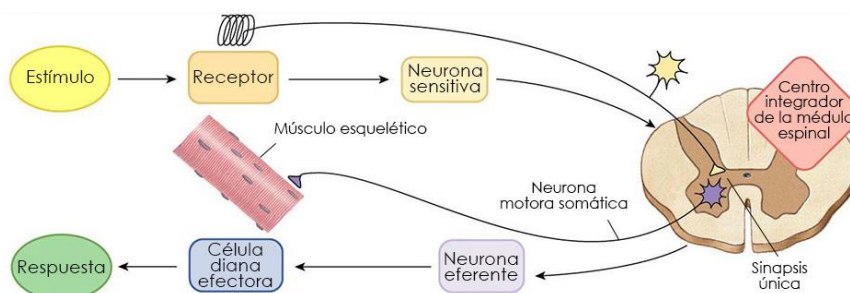 Estímulo
Receptor
Neurona
sensitiva
Centro
integrador
de la médula
espinal
Músculo esquelético
Neurona
motora somática
Sinapsis
única
Respuesta
Célula
diana
efectora
Neurona
eferente